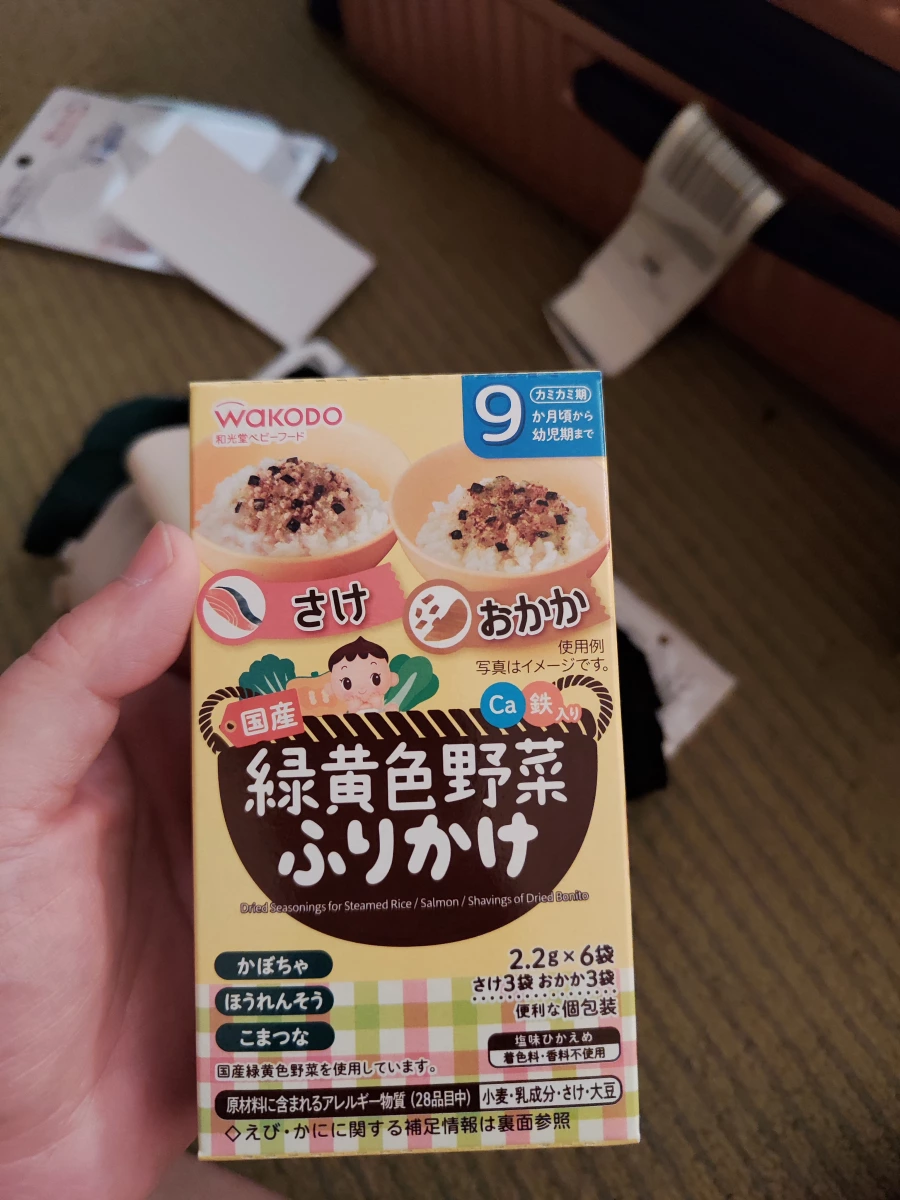 WAKODO
和光堂ベビーフード
9
カミカミ期
か月頃から
幼児期まで
さけ
おかか
使用例
写真はイメージです。
国産
Ca 鉄入り
緑黄色野菜
ふりかけ
Dried Seasonings for Steamed Rice / Salmon / Shavings of Dried Bonito
かぼちゃ
ほうれんそう
こまつな
国産緑黄色野菜を使用しています。
2.2g×6袋
さけ3袋 おかか3袋
便利な個包装
塩味ひかえめ
着色料・香料不使用
原材料に含まれるアレルギー物質(28品目中) 小麦・乳成分・さけ・大豆
◇えび・かにに関する補足情報は裏面参照